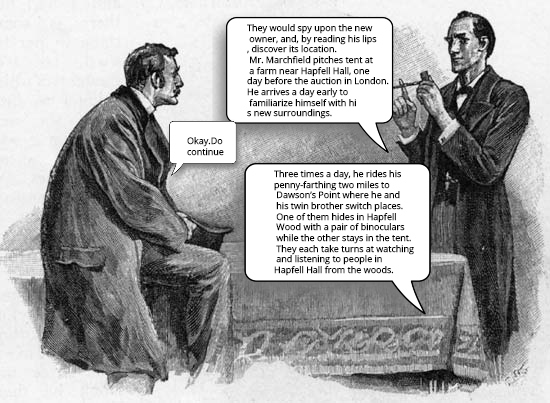 They would spy upon the new
owner, and, by reading his lips
, discover its location.
Mr. Marchfield pitches tent at
a farm near Hapfell Hall, one
day before the auction in London.
He arrives a day early to
familiarize himself with hi
s new surroundings.
Okay.Do
continue
Three times a day, he rides his
penny-farthing two miles to
Dawson's Point where he and
his twin brother switch places.
One of them hides in Hapfell
Wood with a pair of binoculars
while the other stays in the tent.
They each take turns at watching
and listening to people in
Hapfell Hall from the woods.